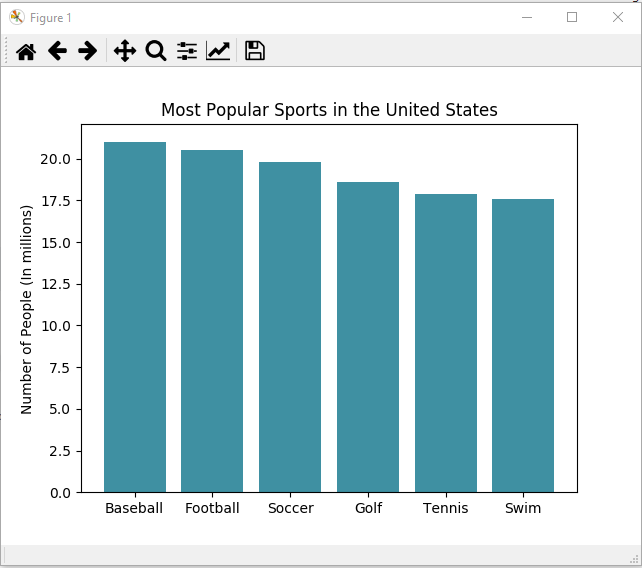 Figure 1
Most Popular Sports in the United States
Number of People (In millions)
20.0
17.5
15.0
12.5
10.0
7.5
5.0
2.5
0.0
Baseball Football Soccer Golf Tennis Swim